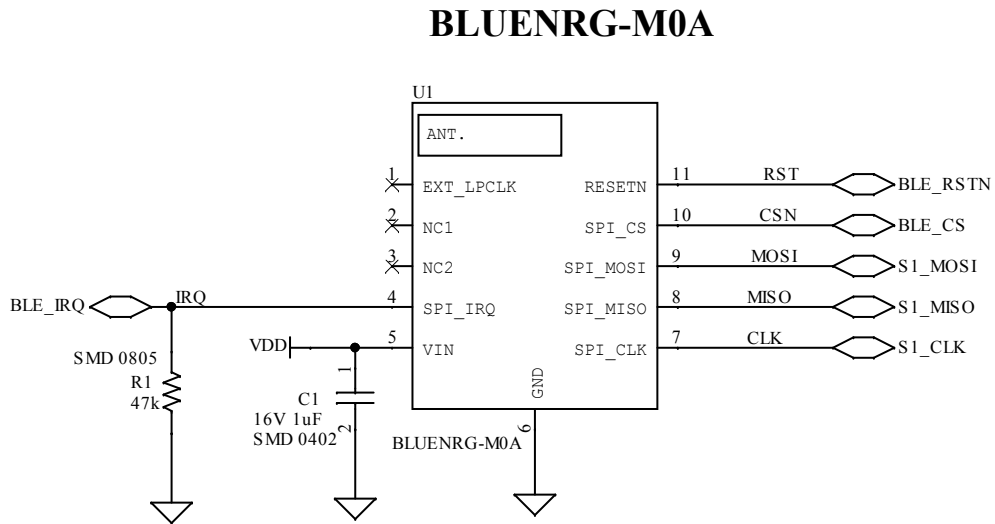 BLUENRG-M0A
U1
ANT.
1 EXT_LPCLK RESETN 11 RST BLE_RSTN
2 NC1 SPI_CS 10 CSN BLE_CS
3 NC2 SPI_MOSI 9 MOSI S1_MOSI
BLE_IRQ IRQ 4 SPI_IRQ SPI_MISO 8 MISO S1_MISO
VDD 5 VIN SPI_CLK 7 CLK S1_CLK
SMD 0805
R1
47k
1
C1
16V 1uF
SMD 0402
2
GND
6
BLUENRG-M0A